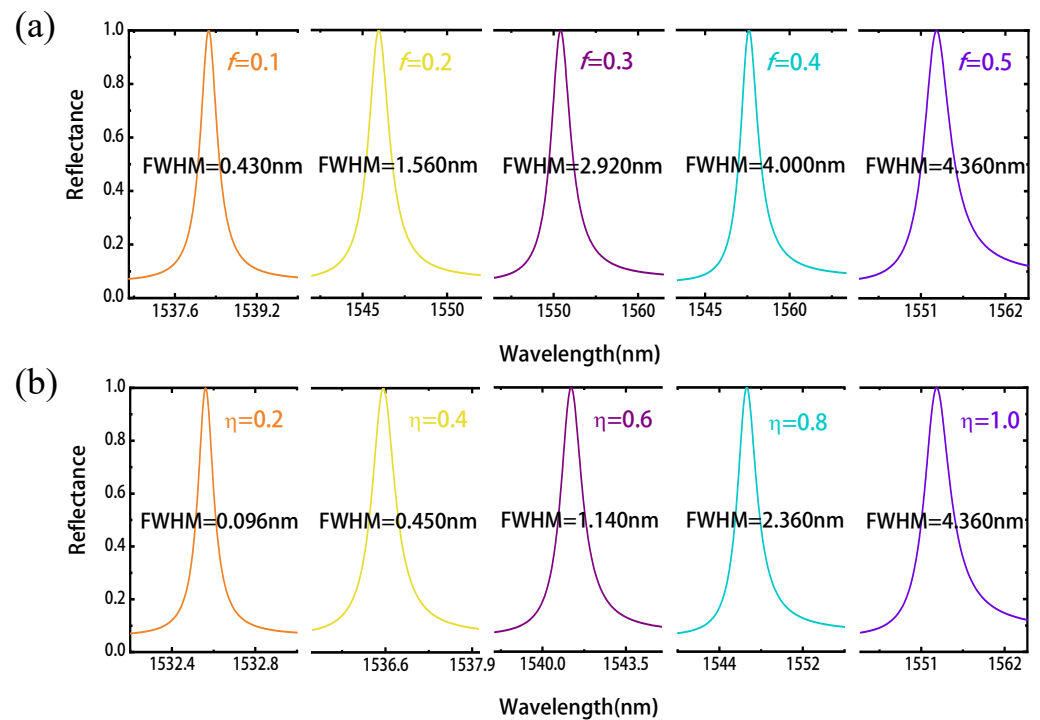 (a)
1.0
0.8
0.6
0.4
0.2
0.0
Reflectance
f=0.1
f=0.2
f=0.3
f=0.4
f=0.5
FWHM=0.430nm
FWHM=1.560nm
FWHM=2.920nm
FWHM=4.000nm
FWHM=4.360nm
1537.6 1539.2
1545 1550
1550 1560
1545 1560
1551 1562
Wavelength(nm)
(b)
1.0
0.8
0.6
0.4
0.2
0.0
Reflectance
η=0.2
η=0.4
η=0.6
η=0.8
η=1.0
FWHM=0.096nm
FWHM=0.450nm
FWHM=1.140nm
FWHM=2.360nm
FWHM=4.360nm
1532.4 1532.8
1536.6 1537.9
1540.0 1543.5
1544 1552
1551 1562
Wavelength(nm)